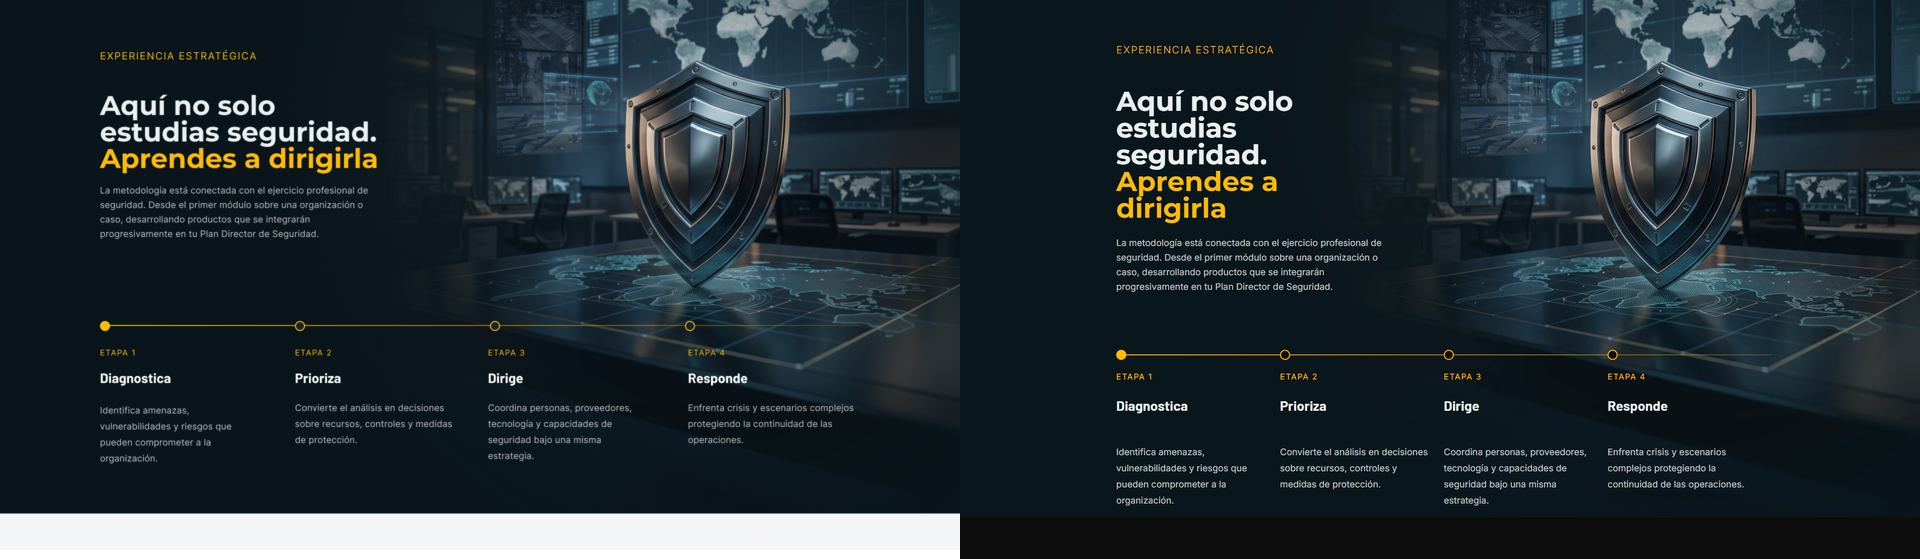 EXPERIENCIA ESTRATÉGICA
Aquí no solo
estudias seguridad.
Aprendes a dirigirla
La metodología está conectada con el ejercicio profesional de
seguridad. Desde el primer módulo sobre una organización o
caso, desarrollando productos que se integrarán
progresivamente en tu Plan Director de Seguridad.
ETAPA 1
Diagnostica
Identifica amenazas,
vulnerabilidades y riesgos que
pueden comprometer a la
organización.
ETAPA 2
Prioriza
Convierte el análisis en decisiones
sobre recursos, controles y medidas
de protección.
ETAPA 3
Dirige
Coordina personas, proveedores,
tecnología y capacidades de
seguridad bajo una misma
estrategia.
ETAPA 4
Responde
Enfrenta crisis y escenarios complejos
protegiendo la continuidad de las
operaciones.
EXPERIENCIA ESTRATÉGICA
Aquí no solo
estudias
seguridad.
Aprendes a
dirigirla
La metodología está conectada con el ejercicio profesional de
seguridad. Desde el primer módulo sobre una organización o
caso, desarrollando productos que se integrarán
progresivamente en tu Plan Director de Seguridad.
ETAPA 1
Diagnostica
Identifica amenazas,
vulnerabilidades y riesgos que
pueden comprometer a la
organización.
ETAPA 2
Prioriza
Convierte el análisis en decisiones
sobre recursos, controles y
medidas de protección.
ETAPA 3
Dirige
Coordina personas, proveedores,
tecnología y capacidades de
seguridad bajo una misma
estrategia.
ETAPA 4
Responde
Enfrenta crisis y escenarios
complejos protegiendo la
continuidad de las operaciones.